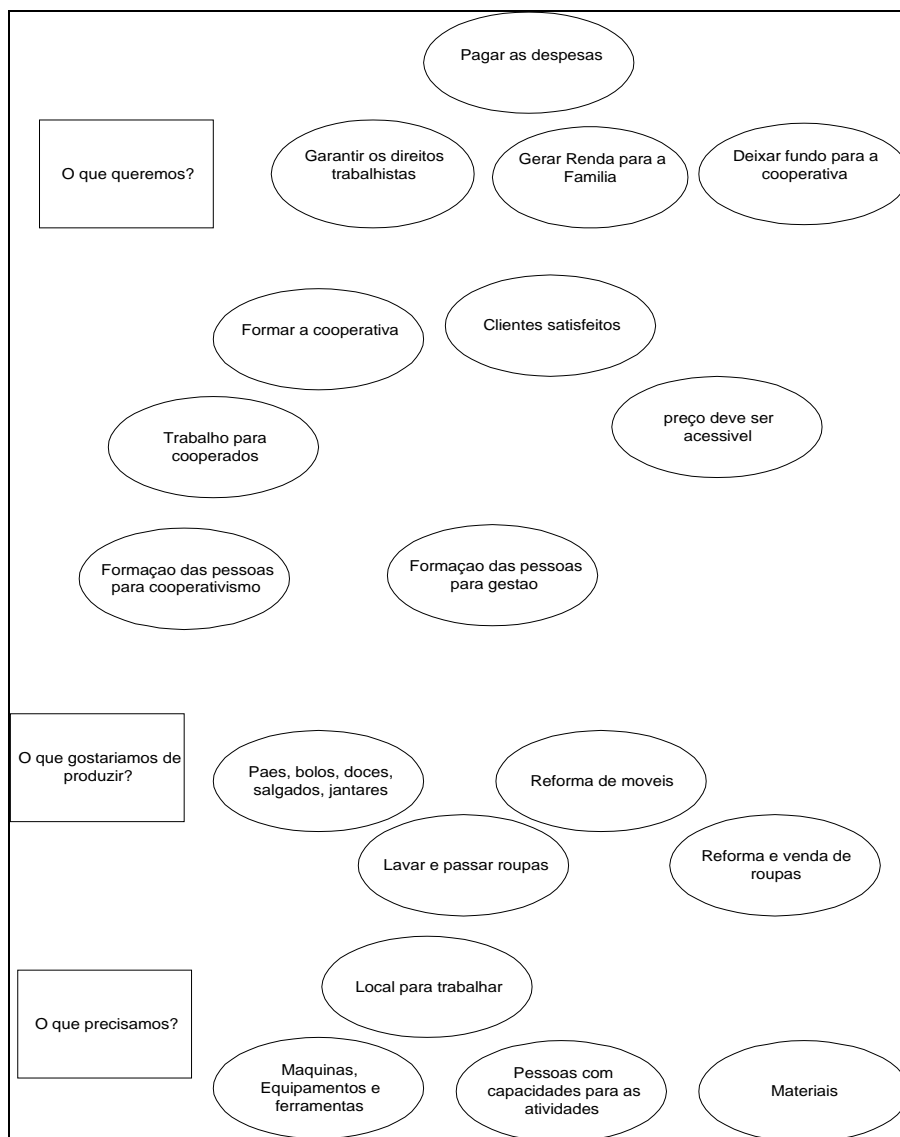 Pagar as despesas
O que queremos?
Garantir os direitos
trabalhistas
Gerar Renda para a
Familia
Deixar fundo para a
cooperativa
Formar a cooperativa
Clientes satisfeitos
Trabalho para
cooperados
preço deve ser
acessivel
Formaçao das pessoas
para cooperativismo
Formaçao das pessoas
para gestao
O que gostariamos de
produzir?
Paes, bolos, doces,
salgados, jantares
Reforma de moveis
Lavar e passar roupas
Reforma e venda de
roupas
Local para trabalhar
O que precisamos?
Maquinas,
Equipamentos e
ferramentas
Pessoas com
capacidades para as
atividades
Materiais